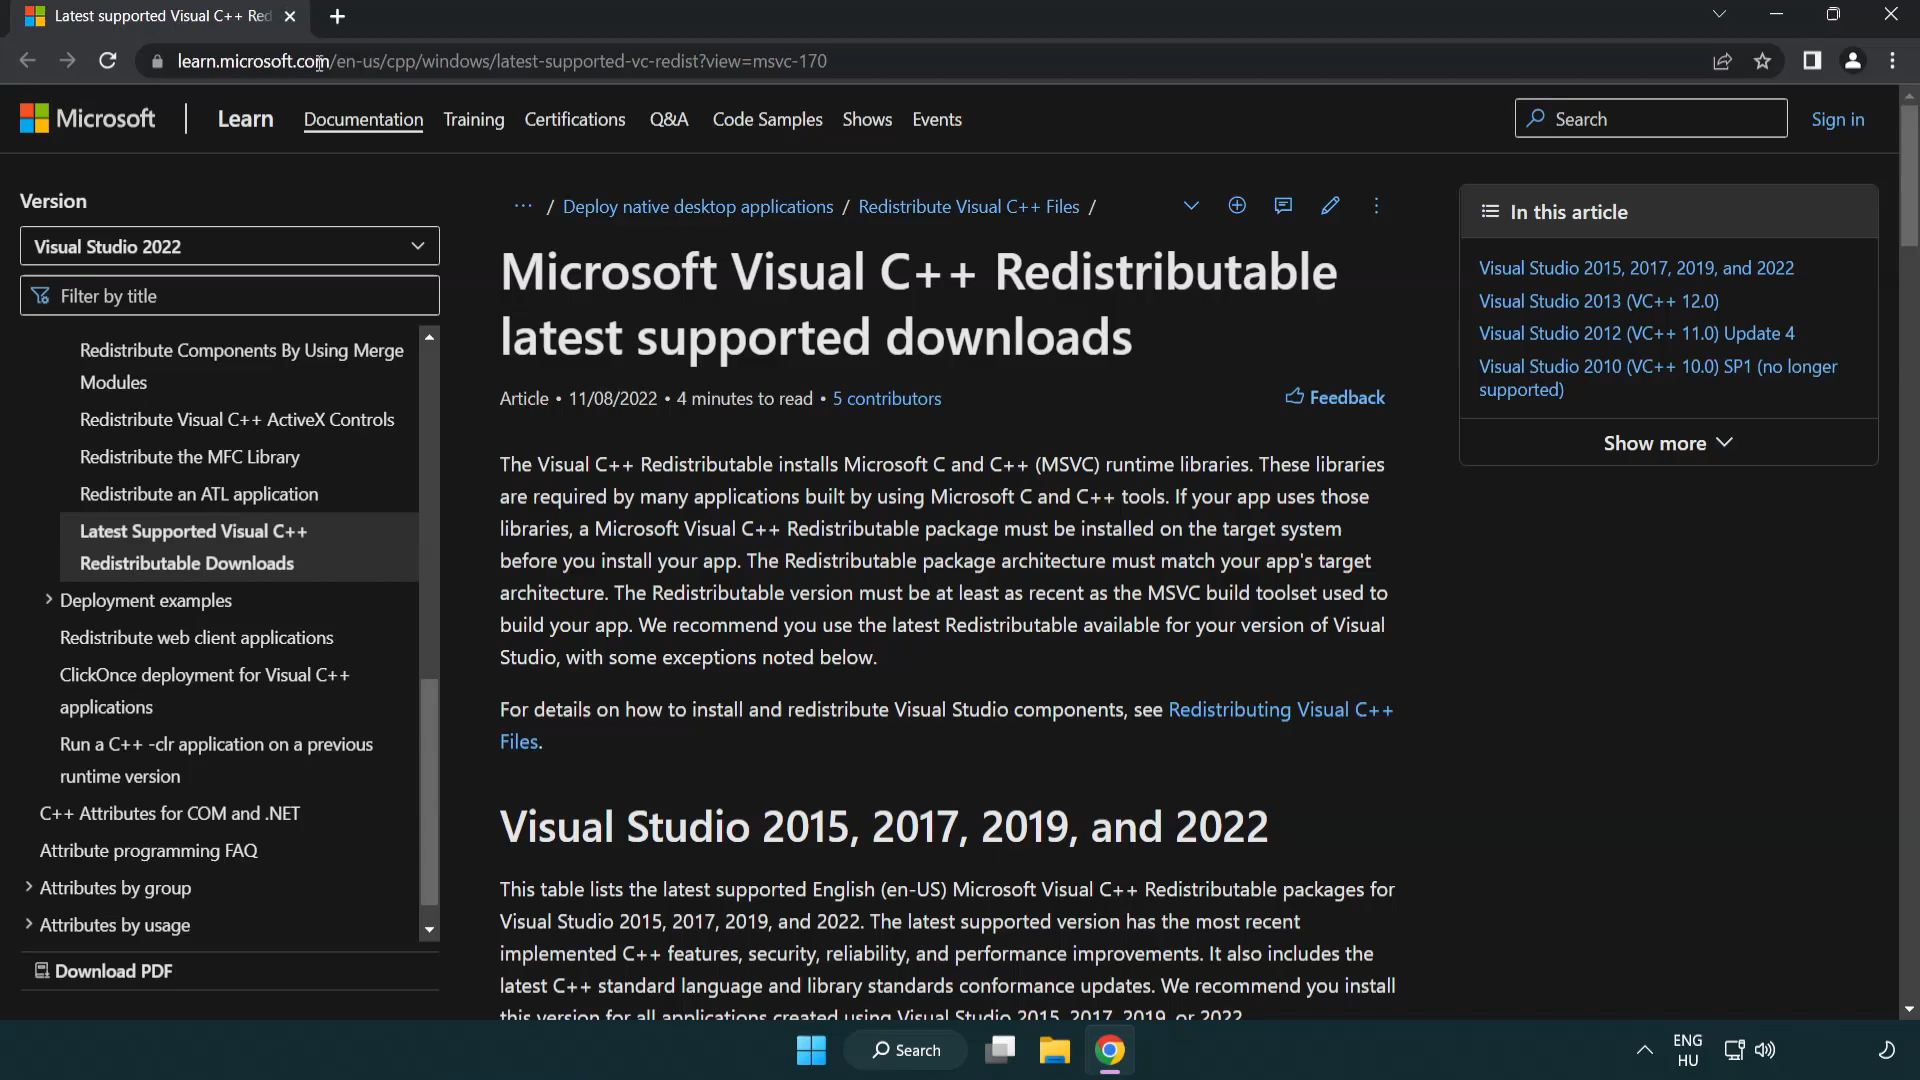 Latest supported Visual C++ Red
learn.microsoft.com/en-us/cpp/windows/latest-supported-vc-redist?view=msvc-170
Microsoft
Learn
Documentation
Training
Certifications
Q&A
Code Samples
Shows
Events
Search
Sign in
Version
Visual Studio 2022
Filter by title
Redistribute Components By Using Merge
Modules
Redistribute Visual C++ ActiveX Controls
Redistribute the MFC Library
Redistribute an ATL application
Latest Supported Visual C++
Redistributable Downloads
Deployment examples
Redistribute web client applications
ClickOnce deployment for Visual C++
applications
Run a C++ -clr application on a previous
runtime version
C++ Attributes for COM and .NET
Attribute programming FAQ
Attributes by group
Attributes by usage
Download PDF
… / Deploy native desktop applications / Redistribute Visual C++ Files /
Microsoft Visual C++ Redistributable
latest supported downloads
Article • 11/08/2022 • 4 minutes to read • 5 contributors
Feedback
The Visual C++ Redistributable installs Microsoft C and C++ (MSVC) runtime libraries. These libraries
are required by many applications built by using Microsoft C and C++ tools. If your app uses those
libraries, a Microsoft Visual C++ Redistributable package must be installed on the target system
before you install your app. The Redistributable package architecture must match your app's target
architecture. The Redistributable version must be at least as recent as the MSVC build toolset used to
build your app. We recommend you use the latest Redistributable available for your version of Visual
Studio, with some exceptions noted below.
For details on how to install and redistribute Visual Studio components, see Redistributing Visual C++
Files.
Visual Studio 2015, 2017, 2019, and 2022
This table lists the latest supported English (en-US) Microsoft Visual C++ Redistributable packages for
Visual Studio 2015, 2017, 2019, and 2022. The latest supported version has the most recent
implemented C++ features, security, reliability, and performance improvements. It also includes the
latest C++ standard language and library standards conformance updates. We recommend you install
this version for all applications created using Visual Studio 2015, 2017, 2019, or 2022.
In this article
Visual Studio 2015, 2017, 2019, and 2022
Visual Studio 2013 (VC++ 12.0)
Visual Studio 2012 (VC++ 11.0) Update 4
Visual Studio 2010 (VC++ 10.0) SP1 (no longer
supported)
Show more
Search
ENG
HU